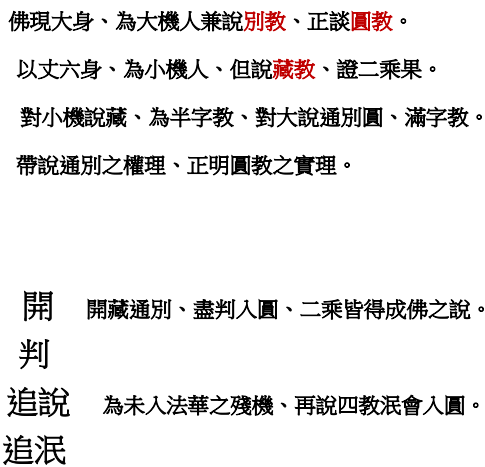 佛現大身、為大機人兼說別教、正談圓教。
以丈六身、為小機人、但說藏教、證二乘果。
對小機說藏、為半字教、對大說通別圓、滿字教。
帶說通別之權理、正明圓教之實理。
開 開藏通別、盡判入圓、二乘皆得成佛之說。
判
追說 為未入法華之殘機、再說四教泯會入圓。
追泯